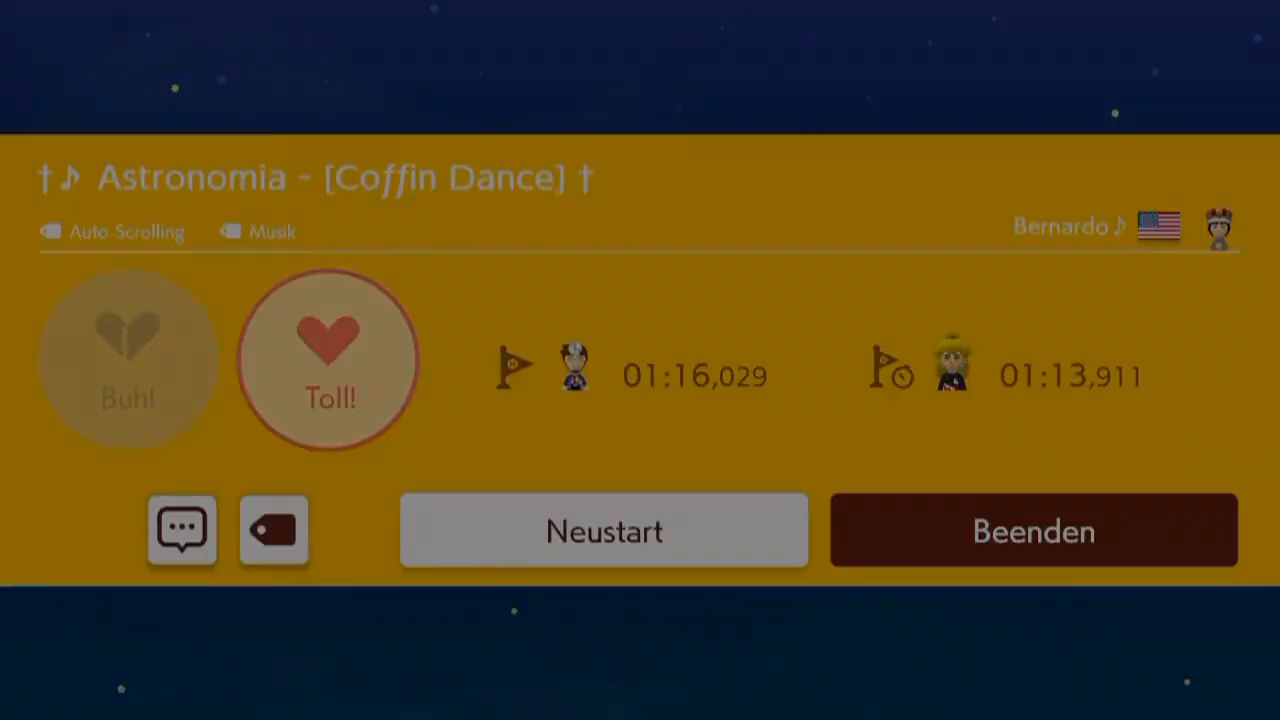 †♪ Astronomia - [Coffin Dance] †
Auto-Scrolling Musik
Bernardo♪
Buh!
Toll!
01:16,029
01:13,911
Neustart
Beenden